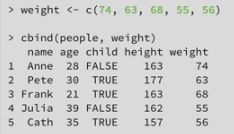 > weight <- c(74, 63, 68, 55, 56)
> cbind(people, weight)
name age child height weight
1 Anne 28 FALSE 163 74
2 Pete 30 TRUE 177 63
3 Frank 21 TRUE 163 68
4 Julia 39 FALSE 162 55
5 Cath 35 TRUE 157 56